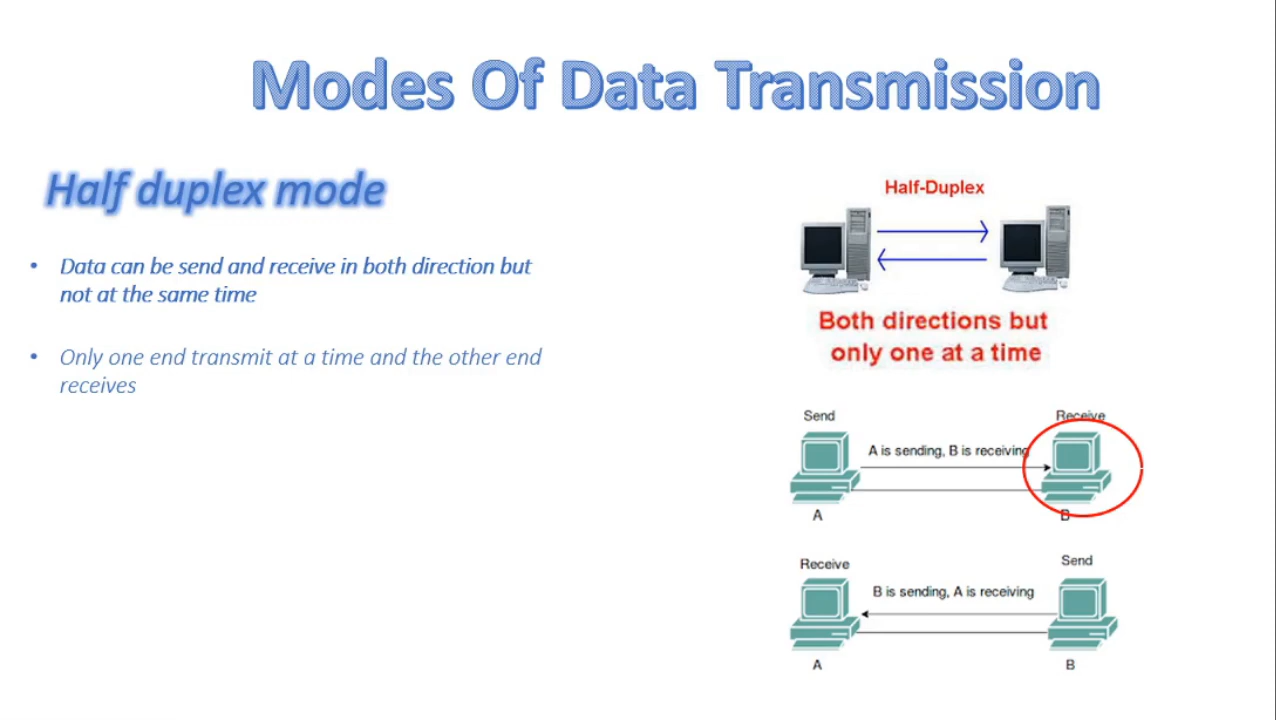 Modes Of Data Transmission
Half duplex mode
• Data can be send and receive in both direction but
not at the same time
• Only one end transmit at a time and the other end
receives
Half-Duplex
Both directions but
only one at a time
Send
Receive
A is sending, B is receiving
A
B
Receive
Send
B is sending, A is receiving
A
B